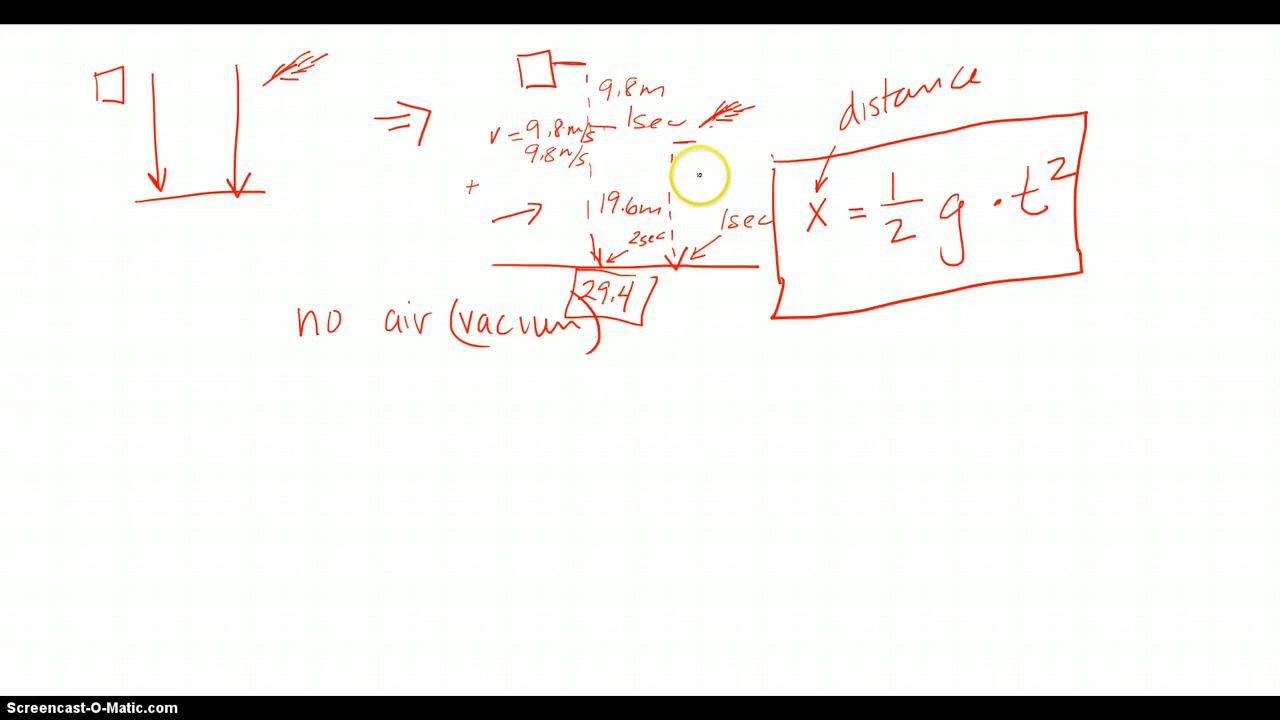 9.8m
distance
1sec
v = 9.8m/s
9.8m/s
+
19.6m
2sec
1sec
x = 1/2 g · t²
29.4
no air (vacuum)
Screencast-O-Matic.com